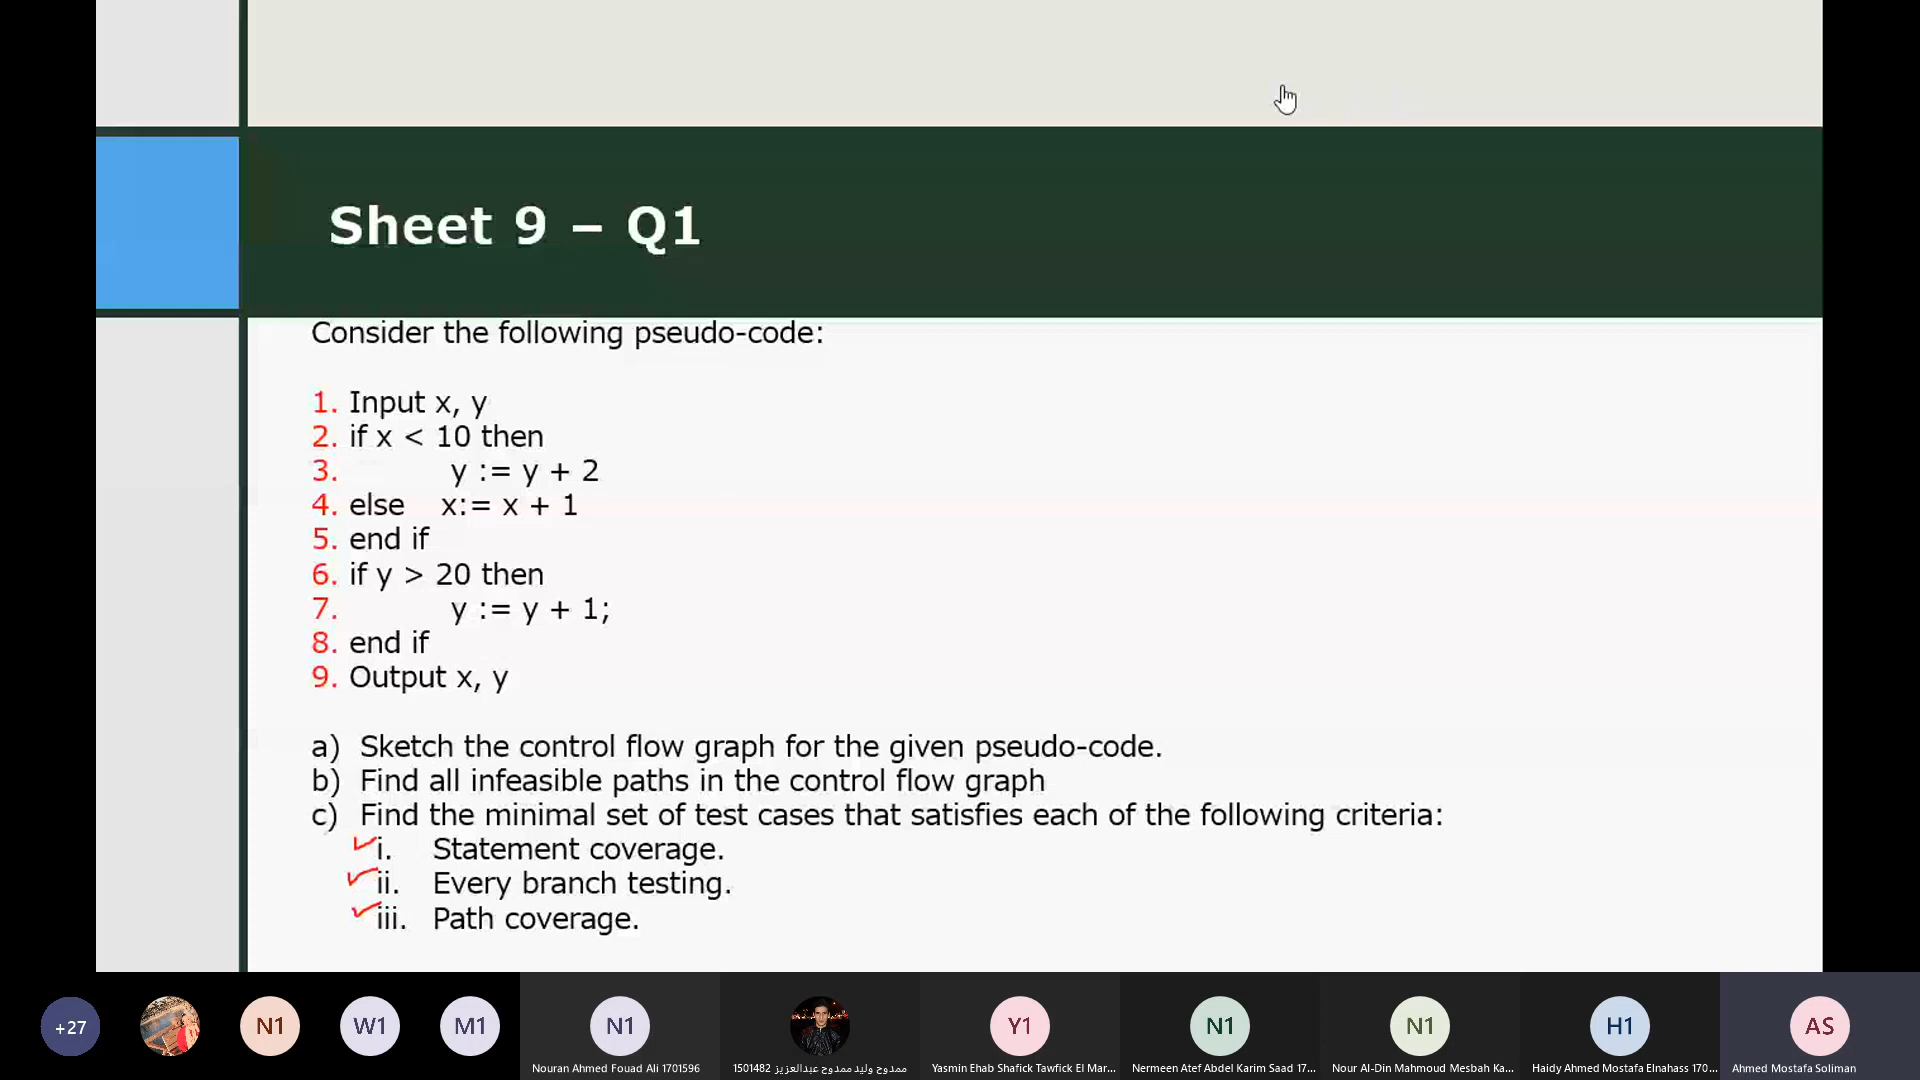 Sheet 9 – Q1
Consider the following pseudo-code:
1. Input x, y
2. if x < 10 then
3. y := y + 2
4. else x:= x + 1
5. end if
6. if y > 20 then
7. y := y + 1;
8. end if
9. Output x, y
a) Sketch the control flow graph for the given pseudo-code.
b) Find all infeasible paths in the control flow graph
c) Find the minimal set of test cases that satisfies each of the following criteria:
i. Statement coverage.
ii. Every branch testing.
iii. Path coverage.
+27
N1
W1
M1
N1
Y1
N1
N1
H1
AS
Nouran Ahmed Fouad Ali 1701596
ممدوح وليد ممدوح عبدالعزيز 1501482
Yasmin Ehab Shafick Tawfick El Mar...
Nermeen Atef Abdel Karim Saad 17...
Nour Al-Din Mahmoud Mesbah Ka...
Haidy Ahmed Mostafa Elnahass 170...
Ahmed Mostafa Soliman